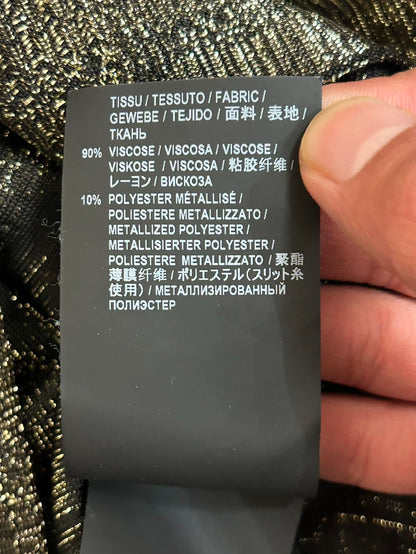 TISSU / TESSUTO / FABRIC /
GEWEBE / TEJIDO / 面料 / 表地 /
ТКАНЬ
90% VISCOSE / VISCOSA / VISCOSE /
VISKOSE / VISCOSA / 粘胶纤维 /
レーヨン / ВИСКОЗА
10% POLYESTER MÉTALLISÉ /
POLIESTERE METALLIZZATO /
METALLIZED POLYESTER /
METALLISIERTER POLYESTER /
POLIESTERE METALLIZZATO / 聚酯
薄膜纤维 / ポリエステル(スリット糸
使用) / МЕТАЛЛИЗИРОВАННЫЙ
ПОЛИЭСТЕР